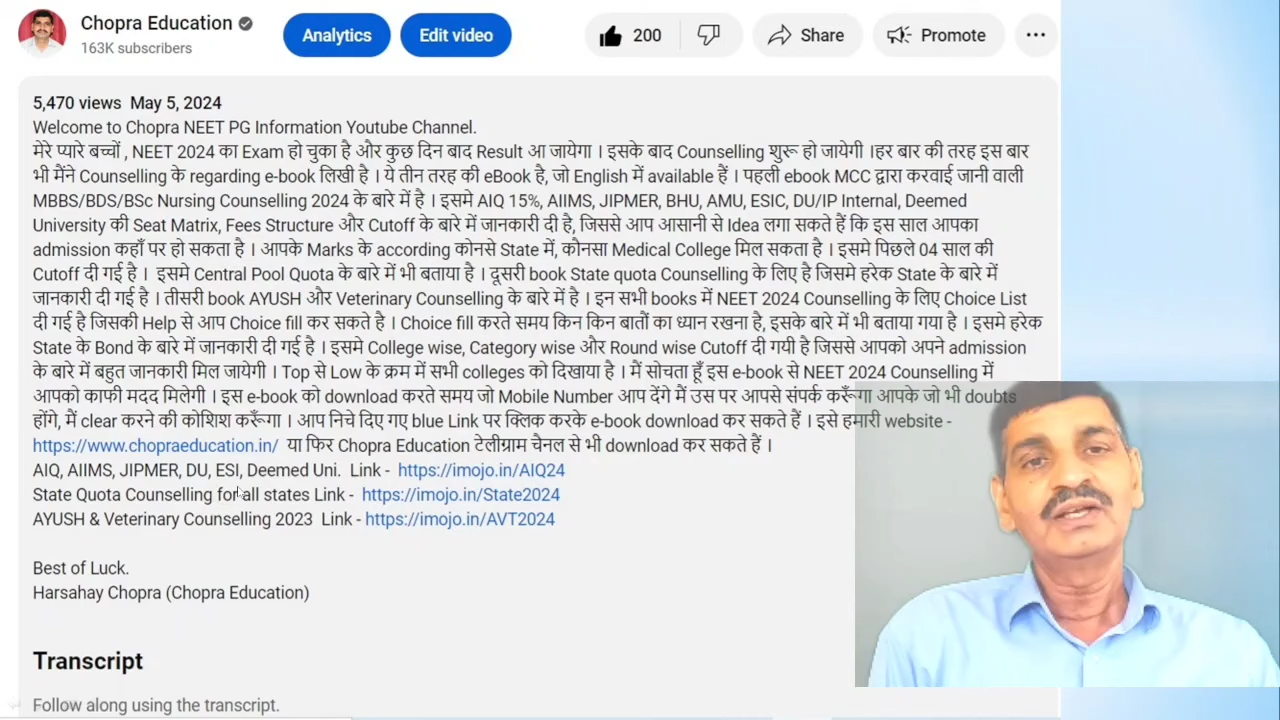 Chopra Education
163K subscribers
Analytics
Edit video
200
Share
Promote
5,470 views May 5, 2024
Welcome to Chopra NEET PG Information Youtube Channel.
मेरे प्यारे बच्चों , NEET 2024 का Exam हो चुका है और कुछ दिन बाद Result आ जायेगा । इसके बाद Counselling शुरू हो जायेगी ।हर बार की तरह इस बार
भी मैंने Counselling के regarding e-book लिखी है । ये तीन तरह की eBook है, जो English में available हैं । पहली ebook MCC द्वारा करवाई जानी वाली
MBBS/BDS/BSc Nursing Counselling 2024 के बारे में है । इसमे AIQ 15%, AIIMS, JIPMER, BHU, AMU, ESIC, DU/IP Internal, Deemed
University की Seat Matrix, Fees Structure और Cutoff के बारे में जानकारी दी है, जिससे आप आसानी से Idea लगा सकते हैं कि इस साल आपका
admission कहाँ पर हो सकता है । आपके Marks के according कोनसे State में, कौनसा Medical College मिल सकता है । इसमे पिछले 04 साल की
Cutoff दी गई है । इसमे Central Pool Quota के बारे में भी बताया है । दूसरी book State quota Counselling के लिए है जिसमे हरेक State के बारे में
जानकारी दी गई है । तीसरी book AYUSH और Veterinary Counselling के बारे में है । इन सभी books में NEET 2024 Counselling के लिए Choice List
दी गई है जिसकी Help से आप Choice fill कर सकते है । Choice fill करते समय किन किन बातों का ध्यान रखना है, इसके बारे में भी बताया गया है । इसमे हरेक
State के Bond के बारे में जानकारी दी गई है । इसमे College wise, Category wise और Round wise Cutoff दी गयी है जिससे आपको अपने admission
के बारे में बहुत जानकारी मिल जायेगी । Top से Low के क्रम में सभी colleges को दिखाया है । मैं सोचता हूँ इस e-book से NEET 2024 Counselling में
आपको काफी मदद मिलेगी । इस e-book को download करते समय जो Mobile Number आप देंगे मैं उस पर आपसे संपर्क करूँगा आपके जो भी doubts
होंगे, मैं clear करने की कोशिश करूँगा । आप निचे दिए गए blue Link पर क्लिक करके e-book download कर सकते हैं । इसे हमारी website -
https://www.chopraeducation.in/ या फिर Chopra Education टेलीग्राम चैनल से भी download कर सकते हैं ।
AIQ, AIIMS, JIPMER, DU, ESI, Deemed Uni. Link - https://imojo.in/AIQ24
State Quota Counselling for all states Link - https://imojo.in/State2024
AYUSH & Veterinary Counselling 2023 Link - https://imojo.in/AVT2024
Best of Luck.
Harsahay Chopra (Chopra Education)
Transcript
Follow along using the transcript.